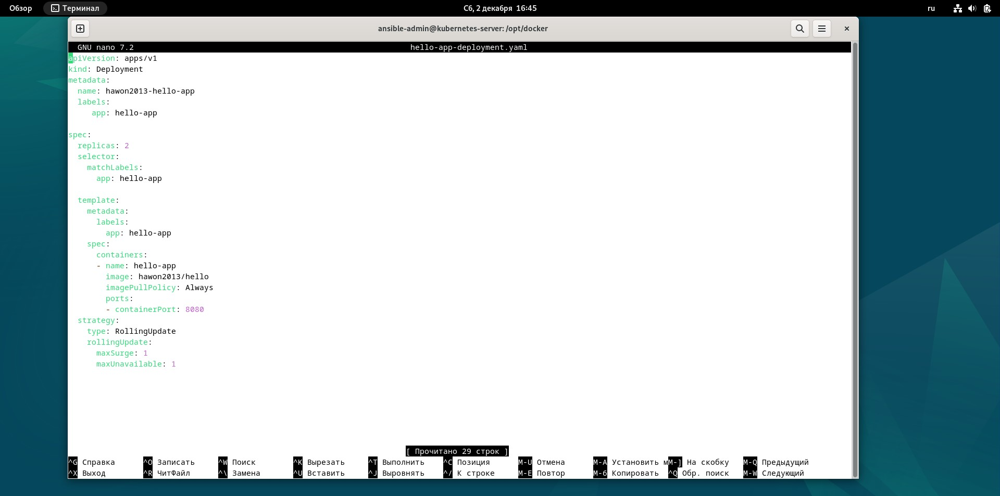 Обзор Терминал Сб, 2 декабря 16:45 ru
ansible-admin@kubernetes-server: /opt/docker
GNU nano 7.2 hello-app-deployment.yaml
apiVersion: apps/v1
kind: Deployment
metadata:
  name: hawon2013-hello-app
  labels:
     app: hello-app

spec:
  replicas: 2
  selector:
    matchLabels:
      app: hello-app

  template:
    metadata:
      labels:
        app: hello-app
    spec:
      containers:
      - name: hello-app
        image: hawon2013/hello
        imagePullPolicy: Always
        ports:
        - containerPort: 8080
  strategy:
    type: RollingUpdate
    rollingUpdate:
      maxSurge: 1
      maxUnavailable: 1
[ Прочитано 29 строк ]
^G Справка ^O Записать ^W Поиск ^K Вырезать ^T Выполнить ^C Позиция M-U Отмена M-A Установить мM-] На скобку M-Q Предыдущий
^X Выход ^R ЧитФайл ^\ Замена ^U Вставить ^J Выровнять ^/ К строке M-E Повтор M-6 Копировать ^Q Обр. поиск M-W Следующий